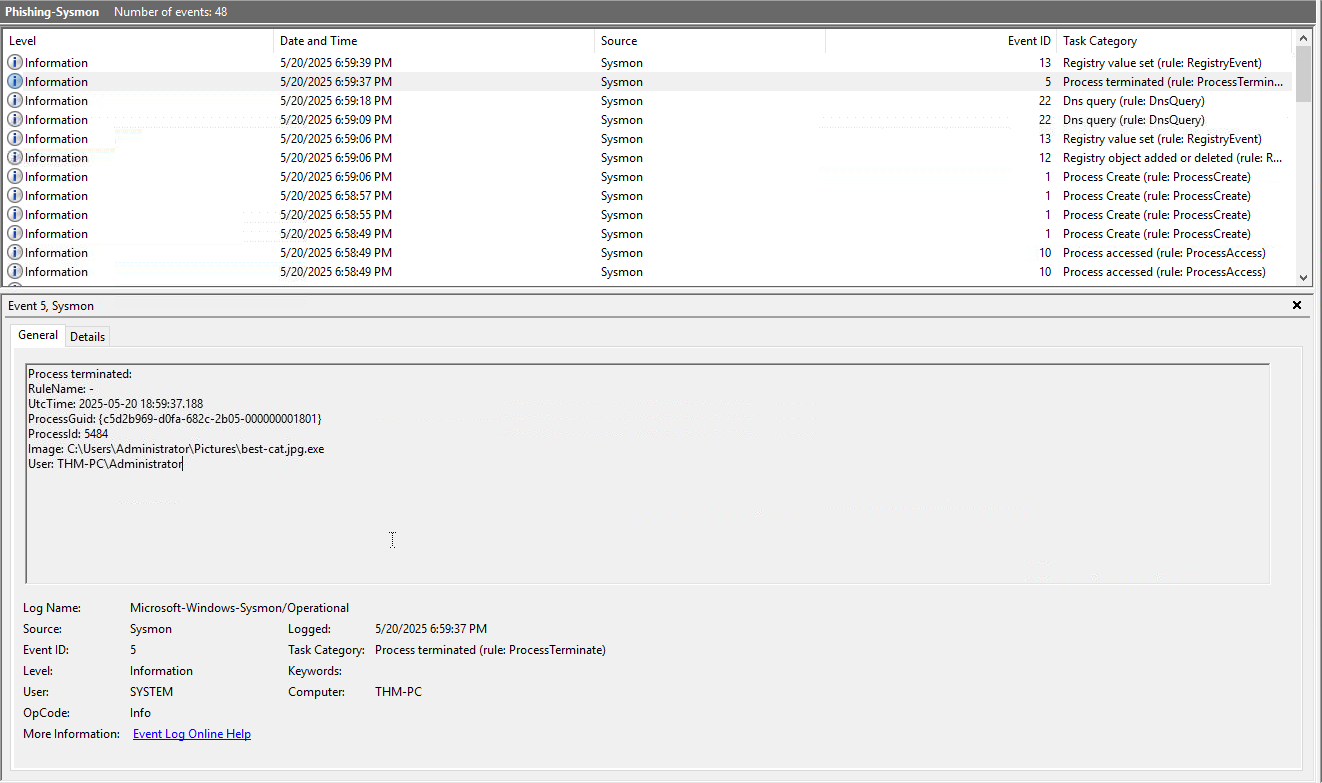 Phishing-Sysmon Number of events: 48
Level Date and Time Source Event ID Task Category
Information 5/20/2025 6:59:39 PM Sysmon 13 Registry value set (rule: RegistryEvent)
Information 5/20/2025 6:59:37 PM Sysmon 5 Process terminated (rule: ProcessTermin...
Information 5/20/2025 6:59:18 PM Sysmon 22 Dns query (rule: DnsQuery)
Information 5/20/2025 6:59:09 PM Sysmon 22 Dns query (rule: DnsQuery)
Information 5/20/2025 6:59:06 PM Sysmon 13 Registry value set (rule: RegistryEvent)
Information 5/20/2025 6:59:06 PM Sysmon 12 Registry object added or deleted (rule: R...
Information 5/20/2025 6:59:06 PM Sysmon 1 Process Create (rule: ProcessCreate)
Information 5/20/2025 6:58:57 PM Sysmon 1 Process Create (rule: ProcessCreate)
Information 5/20/2025 6:58:55 PM Sysmon 1 Process Create (rule: ProcessCreate)
Information 5/20/2025 6:58:49 PM Sysmon 1 Process Create (rule: ProcessCreate)
Information 5/20/2025 6:58:49 PM Sysmon 10 Process accessed (rule: ProcessAccess)
Information 5/20/2025 6:58:49 PM Sysmon 10 Process accessed (rule: ProcessAccess)
Event 5, Sysmon
General Details
Process terminated:
RuleName: -
UtcTime: 2025-05-20 18:59:37.188
ProcessGuid: {c5d2b969-d0fa-682c-2b05-000000001801}
ProcessId: 5484
Image: C:\Users\Administrator\Pictures\best-cat.jpg.exe
User: THM-PC\Administrator
Log Name: Microsoft-Windows-Sysmon/Operational
Source: Sysmon Logged: 5/20/2025 6:59:37 PM
Event ID: 5 Task Category: Process terminated (rule: ProcessTerminate)
Level: Information Keywords:
User: SYSTEM Computer: THM-PC
OpCode: Info
More Information: Event Log Online Help